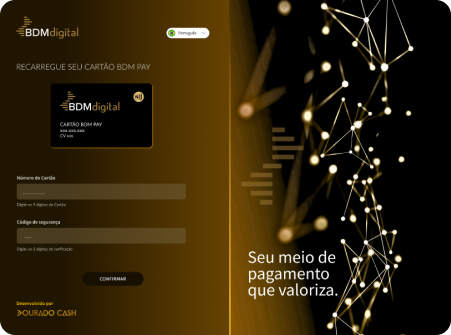 BDMdigital
Português
RECARREGUE SEU CARTÃO BDM PAY
BDMdigital
CARTÃO BDM PAY
xxx.xxx.xxx
CV xxx
Número do Cartão
Digite os 9 dígitos do Cartão
Código de segurança
Digite os 3 dígitos de verificação
CONFIRMAR
Desenvolvido por
DOURADO CASH
Seu meio de
pagamento
que valoriza.